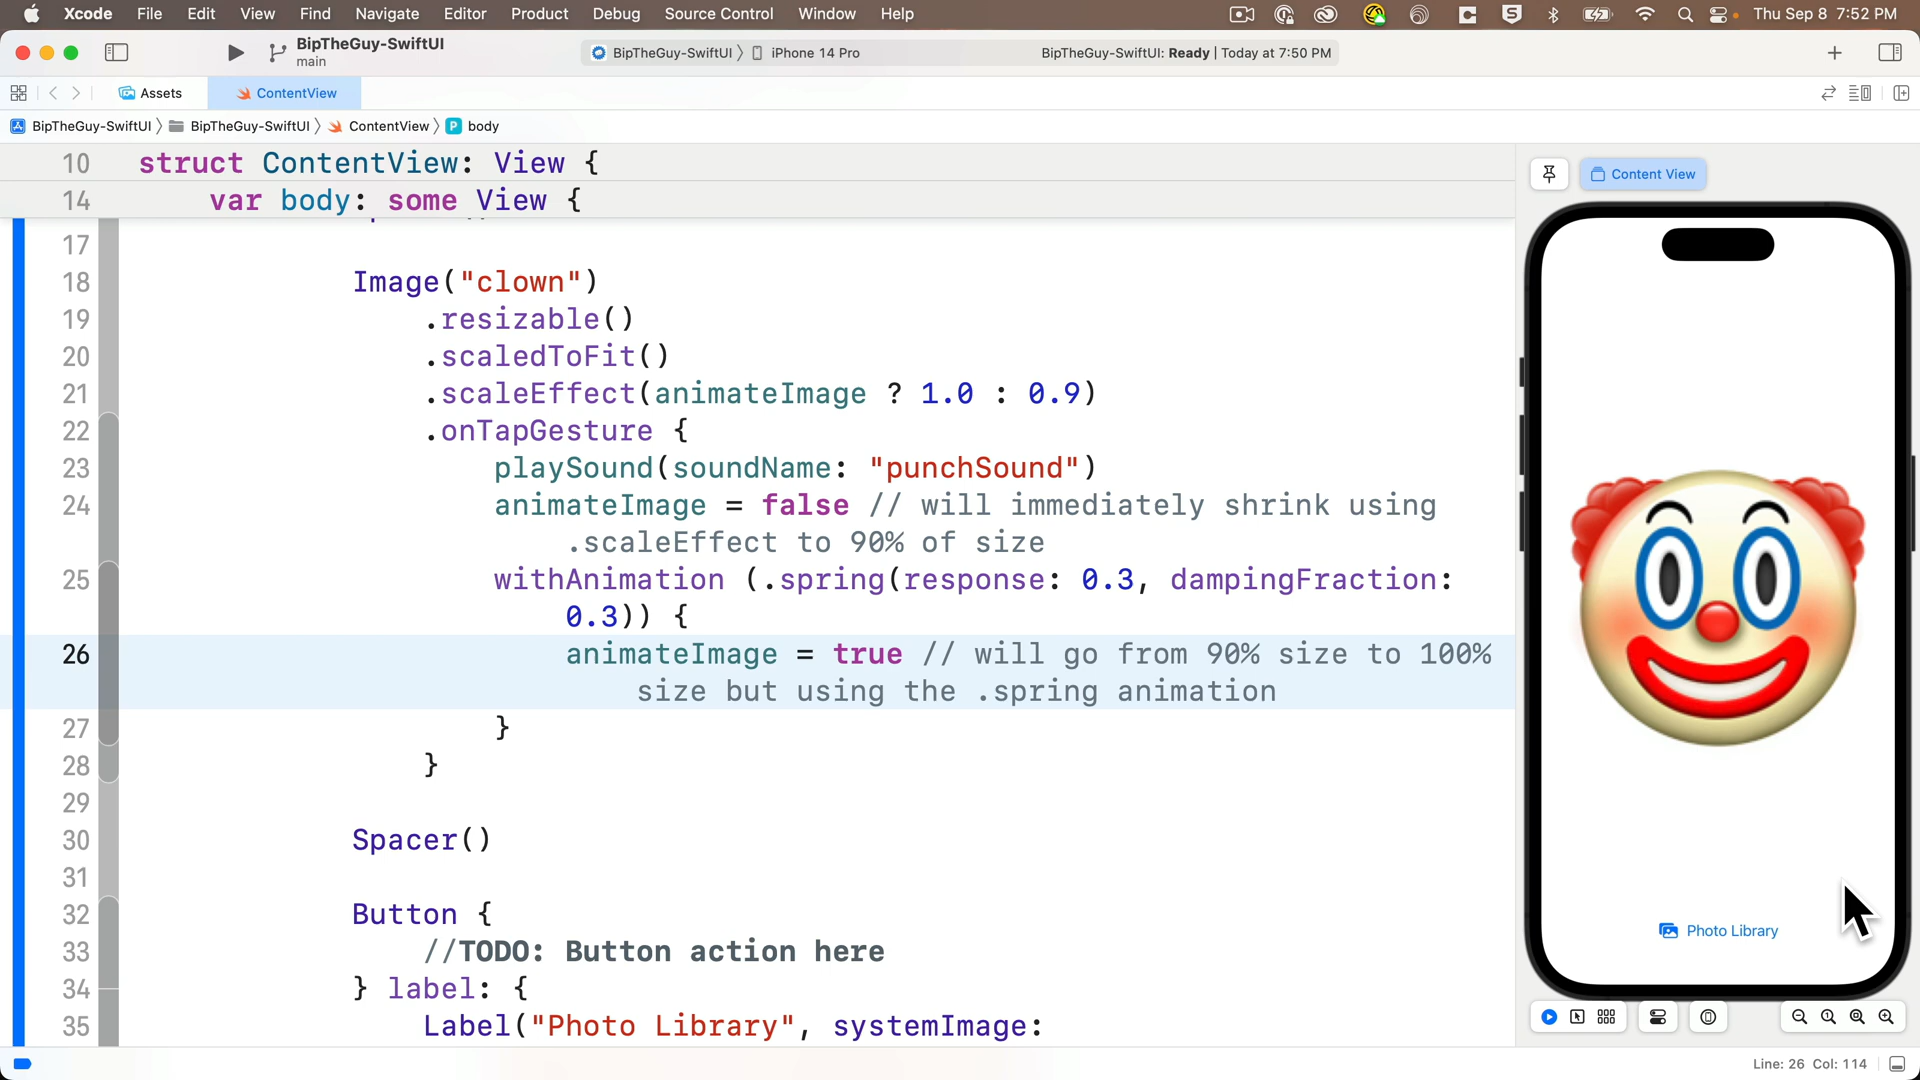 Xcode File Edit View Find Navigate Editor Product Debug Source Control Window Help Thu Sep 8 7:52 PM
BipTheGuy-SwiftUI
main
BipTheGuy-SwiftUI 〉 iPhone 14 Pro
BipTheGuy-SwiftUI: Ready | Today at 7:50 PM
Assets
ContentView
BipTheGuy-SwiftUI 〉 BipTheGuy-SwiftUI 〉 ContentView 〉 P body
10 struct ContentView: View {
14 var body: some View {
17
18 Image("clown")
19 .resizable()
20 .scaledToFit()
21 .scaleEffect(animateImage ? 1.0 : 0.9)
22 .onTapGesture {
23 playSound(soundName: "punchSound")
24 animateImage = false // will immediately shrink using
.scaleEffect to 90% of size
25 withAnimation (.spring(response: 0.3, dampingFraction:
0.3)) {
26 animateImage = true // will go from 90% size to 100%
size but using the .spring animation
27 }
28 }
29
30 Spacer()
31
32 Button {
33 //TODO: Button action here
34 } label: {
35 Label("Photo Library", systemImage:
Content View
Photo Library
Line: 26 Col: 114